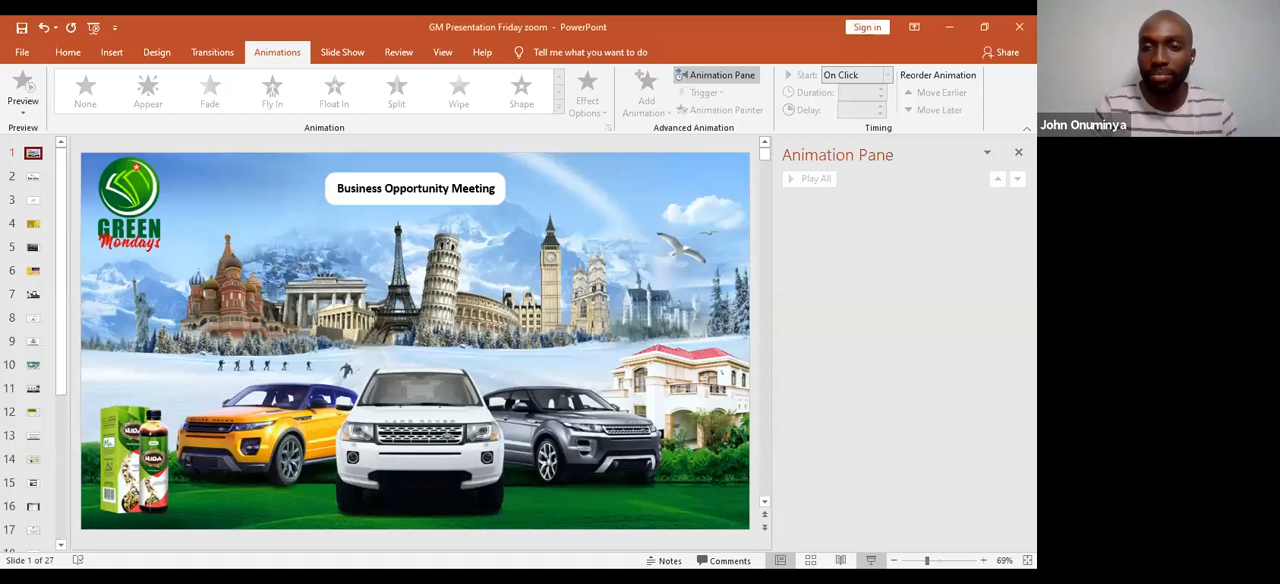 GM Presentation Friday zoom - PowerPoint
Sign in
File Home Insert Design Transitions Animations Slide Show Review View Help Tell me what you want to do Share
Preview
None
Appear
Fade
Fly In
Float In
Split
Wipe
Shape
Effect
Options
Add
Animation
Animation Pane
Trigger
Animation Painter
Start: On Click
Duration:
Delay:
Reorder Animation
Move Earlier
Move Later
Preview
Animation
Advanced Animation
Timing
John Onuminya
1
2
3
4
5
6
7
8
9
10
11
12
13
14
15
16
17
GREEN
Mondays
Business Opportunity Meeting
Animation Pane
Play All
Slide 1 of 27
Notes
Comments
69%